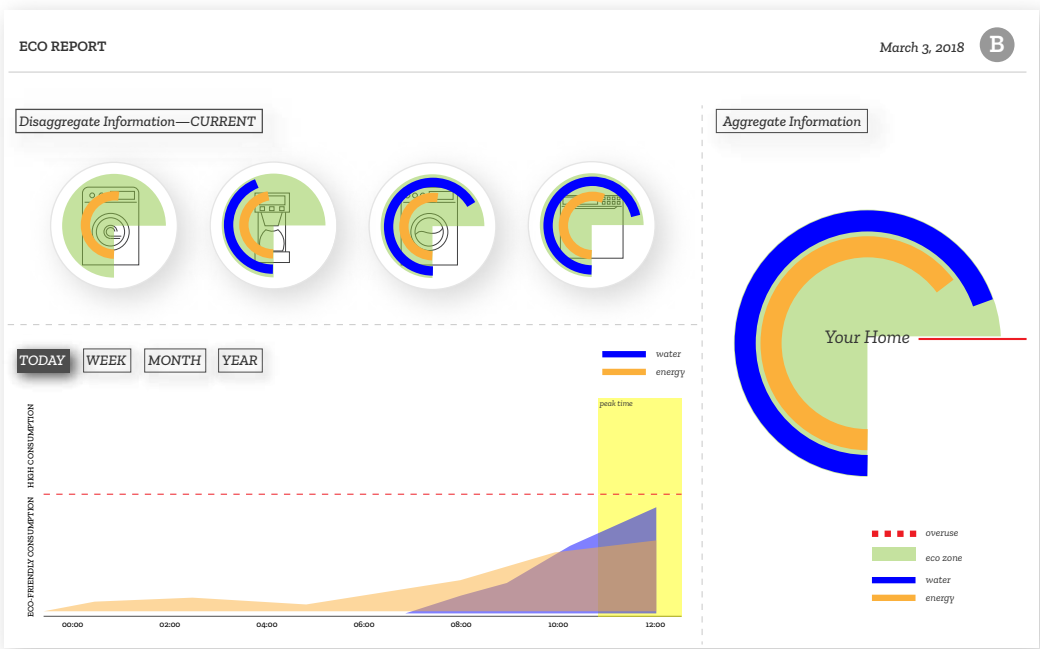 ECO REPORT
March 3, 2018
B
Disaggregate Information—CURRENT
Aggregate Information
Your Home
TODAY
WEEK
MONTH
YEAR
water
energy
peak time
HIGH CONSUMPTION
ECO-FRIENDLY CONSUMPTION
00:00 02:00 04:00 06:00 08:00 10:00 12:00
overuse
eco zone
water
energy